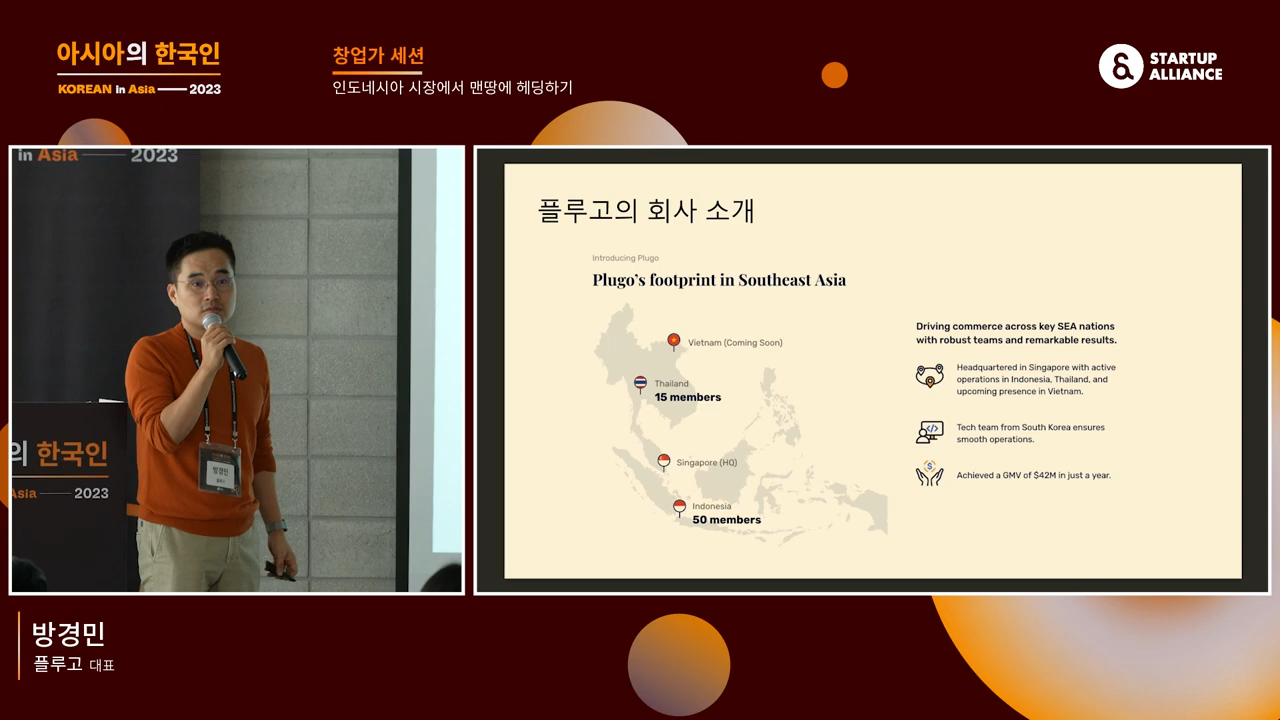 아시아의 한국인
KOREAN in Asia 2023
창업가 세션
인도네시아 시장에서 맨땅에 헤딩하기
STARTUP
ALLIANCE
in Asia 2023
의 한국인
Asia 2023
방경민
플루고의 회사 소개
Introducing Plugo
Plugo's footprint in Southeast Asia
Vietnam (Coming Soon)
Thailand
15 members
Singapore (HQ)
Indonesia
50 members
Driving commerce across key SEA nations
with robust teams and remarkable results.
Headquartered in Singapore with active
operations in Indonesia, Thailand, and
upcoming presence in Vietnam.
Tech team from South Korea ensures
smooth operations.
Achieved a GMV of $42M in just a year.
방경민
플루고 대표